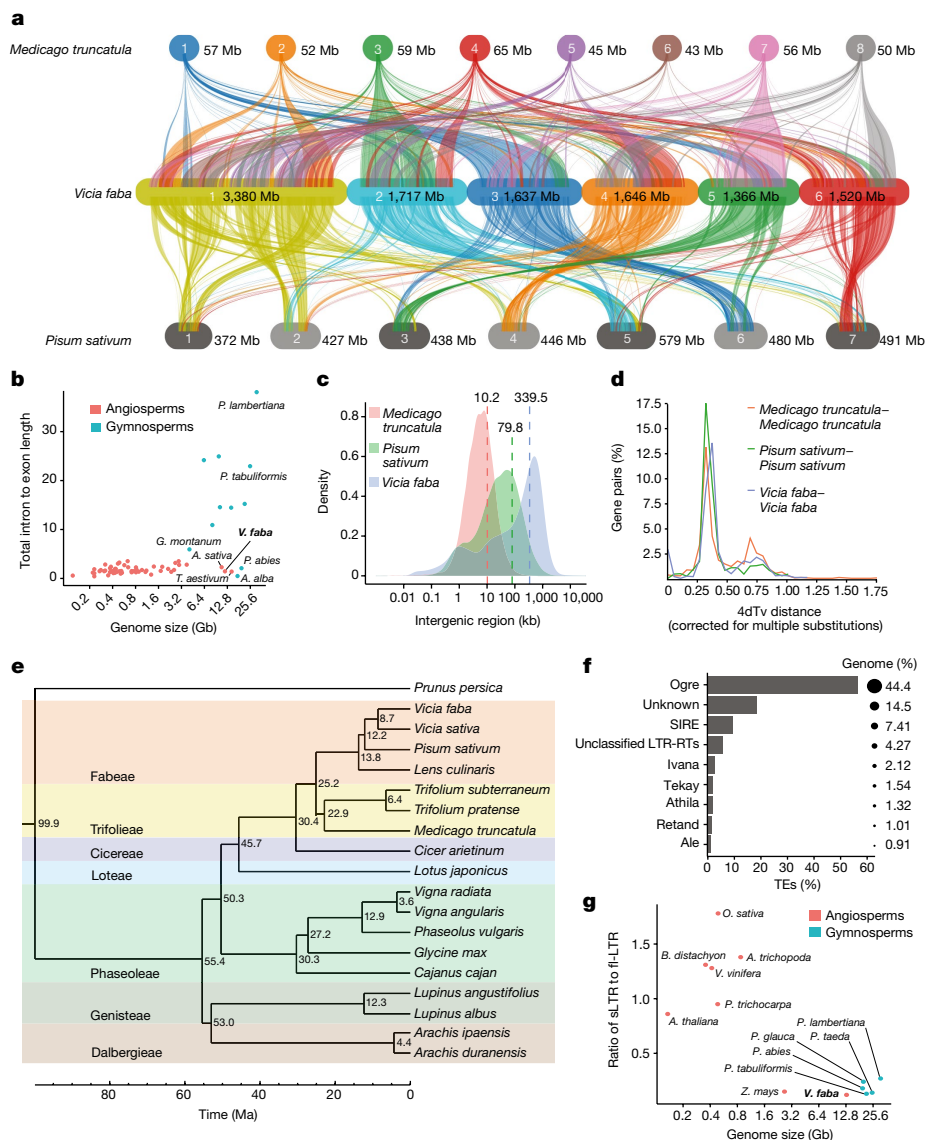 a
Medicago truncatula
1 57 Mb 2 52 Mb 3 59 Mb 4 65 Mb 5 45 Mb 6 43 Mb 7 56 Mb 8 50 Mb
Vicia faba
1 3,380 Mb 2 1,717 Mb 3 1,637 Mb 4 1,646 Mb 5 1,366 Mb 6 1,520 Mb
Pisum sativum
1 372 Mb 2 427 Mb 3 438 Mb 4 446 Mb 5 579 Mb 6 480 Mb 7 491 Mb
b
Total intron to exon length
30
20
10
0
Angiosperms
Gymnosperms
P. lambertiana
P. tabuliformis
G. montanum
V. faba
A. sativa
P. abies
T. aestivum
A. alba
0.2 0.4 0.8 1.6 3.2 6.4 12.8 25.6
Genome size (Gb)
c
10.2 339.5
79.8
Density
0.8
0.6
0.4
0.2
0
Medicago
truncatula
Pisum
sativum
Vicia faba
0.01 0.1 1 10 100 1,000 10,000
Intergenic region (kb)
d
Gene pairs (%)
17.5
15.0
12.5
10.0
7.5
5.0
2.5
Medicago truncatula–
Medicago truncatula
Pisum sativum–
Pisum sativum
Vicia faba–
Vicia faba
0 0.25 0.50 0.75 1.00 1.25 1.50 1.75
4dTv distance
(corrected for multiple substitutions)
e
Prunus persica
Vicia faba
8.7
Vicia sativa
12.2
Pisum sativum
13.8
Lens culinaris
Fabeae
25.2
Trifolium subterraneum
6.4
Trifolium pratense
22.9
30.4
Medicago truncatula
Trifolieae
99.9
Cicer arietinum
Cicereae
45.7
Lotus japonicus
Loteae
Vigna radiata
3.6
50.3
Vigna angularis
12.9
Phaseolus vulgaris
27.2
Glycine max
30.3
Cajanus cajan
Phaseoleae
55.4
Lupinus angustifolius
12.3
Lupinus albus
Genisteae
53.0
Arachis ipaensis
4.4
Arachis duranensis
Dalbergieae
80 60 40 20 0
Time (Ma)
f
Genome (%)
Ogre 44.4
Unknown 14.5
SIRE 7.41
Unclassified LTR-RTs 4.27
Ivana 2.12
Tekay 1.54
Athila 1.32
Retand 1.01
Ale 0.91
0 10 20 30 40 50 60
TEs (%)
g
Ratio of sLTR to fl-LTR
1.5
1.0
0.5
O. sativa
Angiosperms
Gymnosperms
B. distachyon
A. trichopoda
V. vinifera
P. trichocarpa
A. thaliana
P. lambertiana
P. glauca
P. taeda
P. abies
P. tabuliformis
Z. mays
V. faba
0.2 0.4 0.8 1.6 3.2 6.4 12.8 25.6
Genome size (Gb)